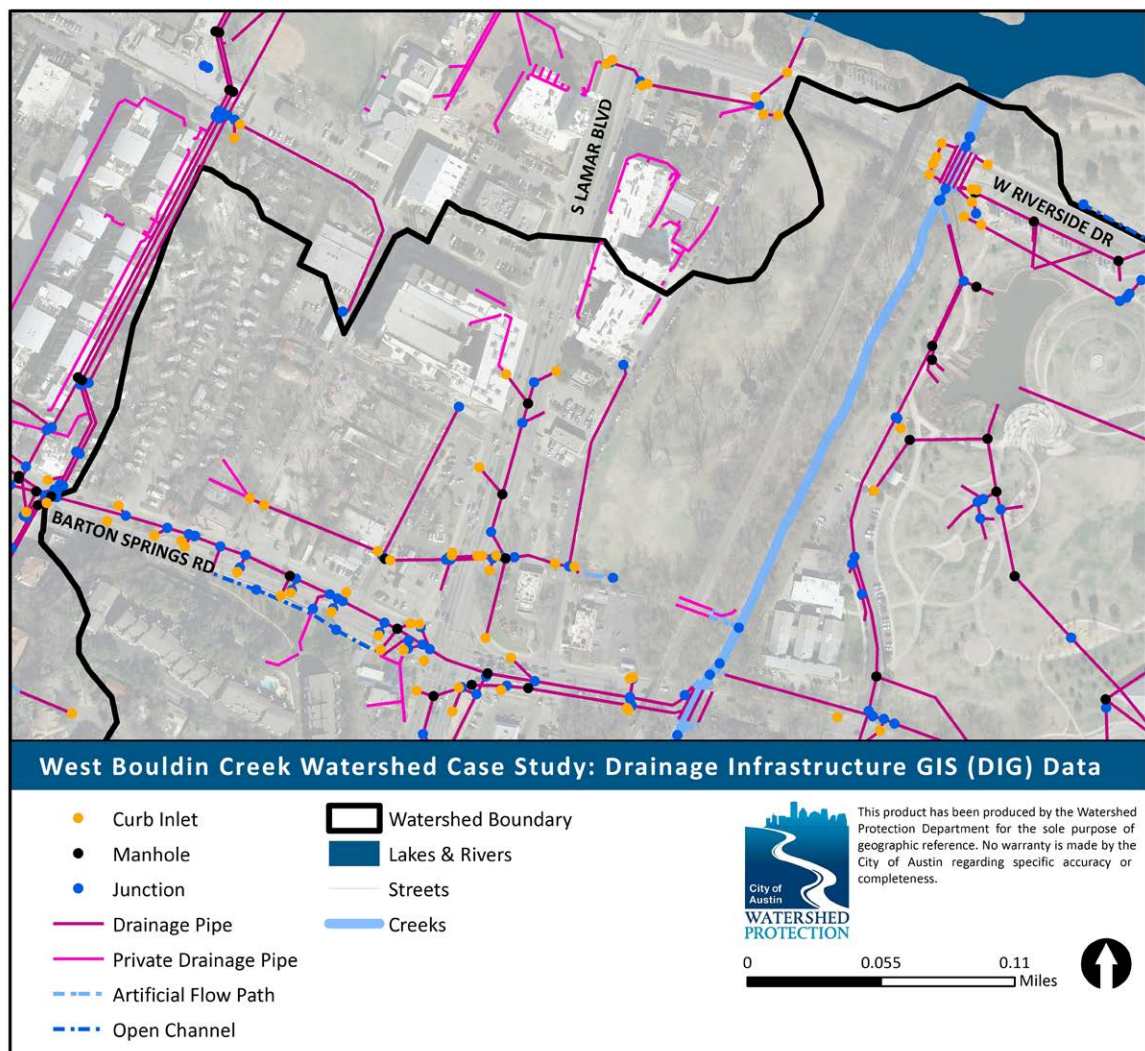 S LAMAR BLVD
W RIVERSIDE DR
BARTON SPRINGS RD
West Bouldin Creek Watershed Case Study: Drainage Infrastructure GIS (DIG) Data
Curb Inlet
Manhole
Junction
Drainage Pipe
Private Drainage Pipe
Artificial Flow Path
Open Channel
Watershed Boundary
Lakes & Rivers
Streets
Creeks
City of
Austin
WATERSHED
PROTECTION
This product has been produced by the Watershed
Protection Department for the sole purpose of
geographic reference. No warranty is made by the
City of Austin regarding specific accuracy or
completeness.
0 0.055 0.11
Miles